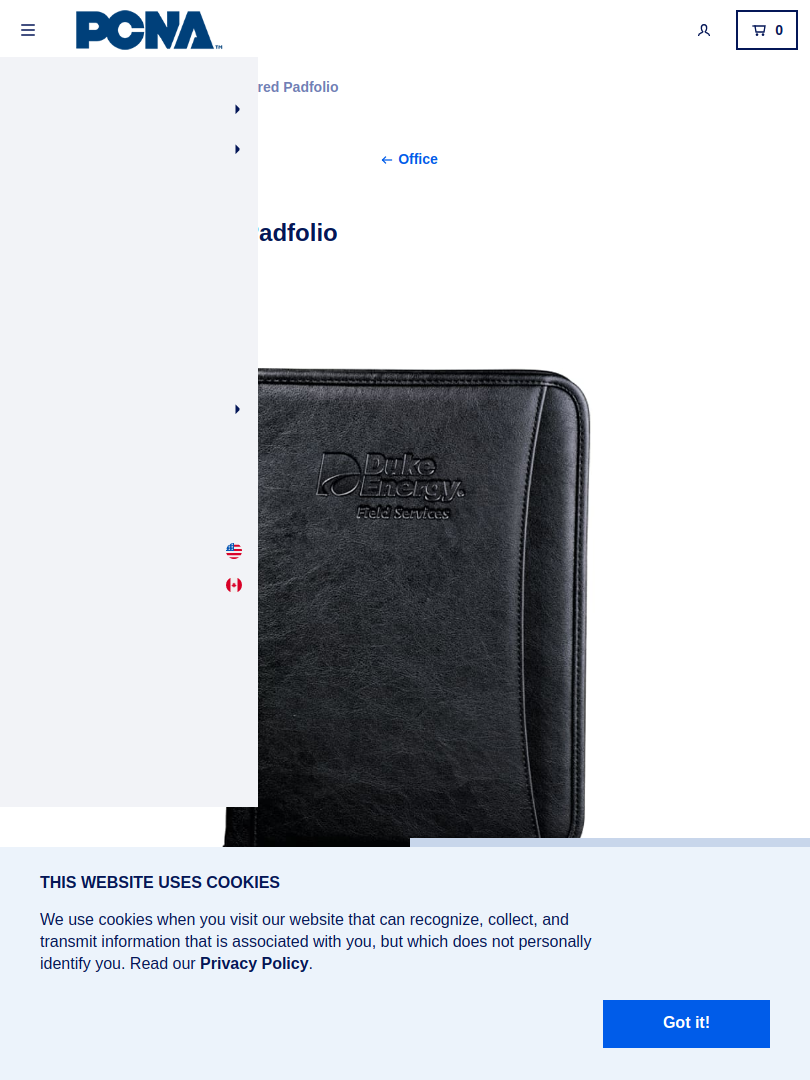 PCNA™
0
red Padfolio
← Office
adfolio
Duke
Energy®
Field Services
THIS WEBSITE USES COOKIES
We use cookies when you visit our website that can recognize, collect, and
transmit information that is associated with you, but which does not personally
identify you. Read our Privacy Policy.
Got it!